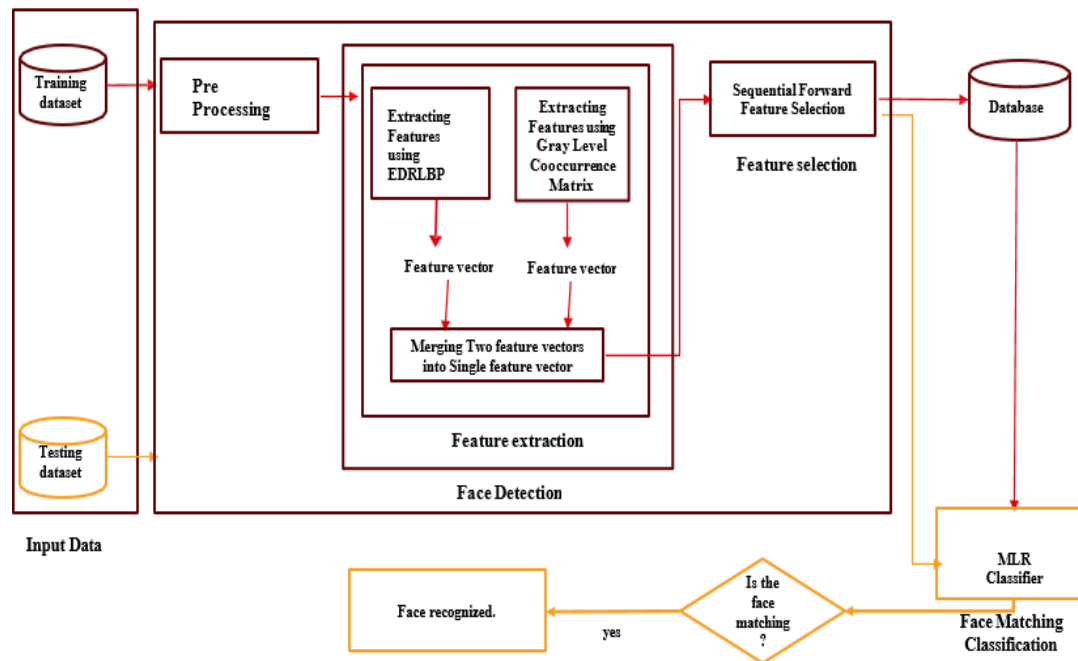 Training
dataset
Pre
Processing
Extracting
Features
using
EDRLBP
Extracting
Features using
Gray Level
Cooccurrence
Matrix
Feature vector
Feature vector
Merging Two feature vectors
into Single feature vector
Feature extraction
Face Detection
Sequential Forward
Feature Selection
Feature selection
Database
Testing
dataset
Input Data
MLR
Classifier
Face Matching
Classification
Is the
face
matching
?
yes
Face recognized.